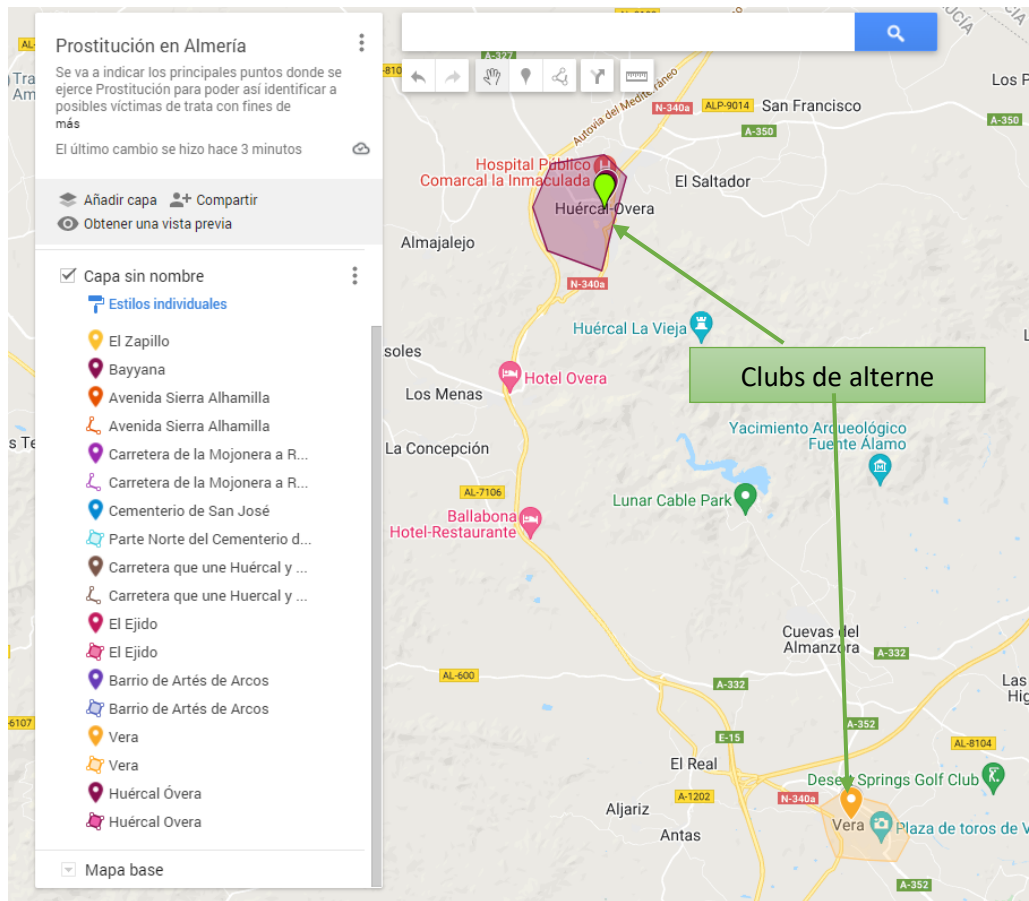 Prostitución en Almería
Se va a indicar los principales puntos donde se
ejerce Prostitución para poder así identificar a
posibles víctimas de trata con fines de
más
El último cambio se hizo hace 3 minutos
Añadir capa
Compartir
Obtener una vista previa
Capa sin nombre
Estilos individuales
El Zapillo
Bayyana
Avenida Sierra Alhamilla
Avenida Sierra Alhamilla
Carretera de la Mojonera a R...
Carretera de la Mojonera a R...
Cementerio de San José
Parte Norte del Cementerio d...
Carretera que une Huércal y ...
Carretera que une Huercal y ...
El Ejido
El Ejido
Barrio de Artés de Arcos
Barrio de Artés de Arcos
Vera
Vera
Huércal Óvera
Huércal Overa
Mapa base
A-327
Autovía del Mediterráneo
N-340a
ALP-9014
San Francisco
A-350
Los P
A-350
Hospital Público
Comarcal la Inmaculada
El Saltador
Huércal-Overa
Almajalejo
N-340a
Huércal La Vieja
soles
Hotel Overa
Los Menas
Clubs de alterne
Yacimiento Arqueológico
Fuente Álamo
La Concepción
AL-7106
Lunar Cable Park
Ballabona
Hotel-Restaurante
Cuevas del
Almanzora
A-332
AL-600
A-332
Las
Hig
6107
A-352
E-15
AL-8104
El Real
Desert Springs Golf Club
A-1202
N-340a
Aljariz
Vera
Plaza de toros de V
Antas
A-352